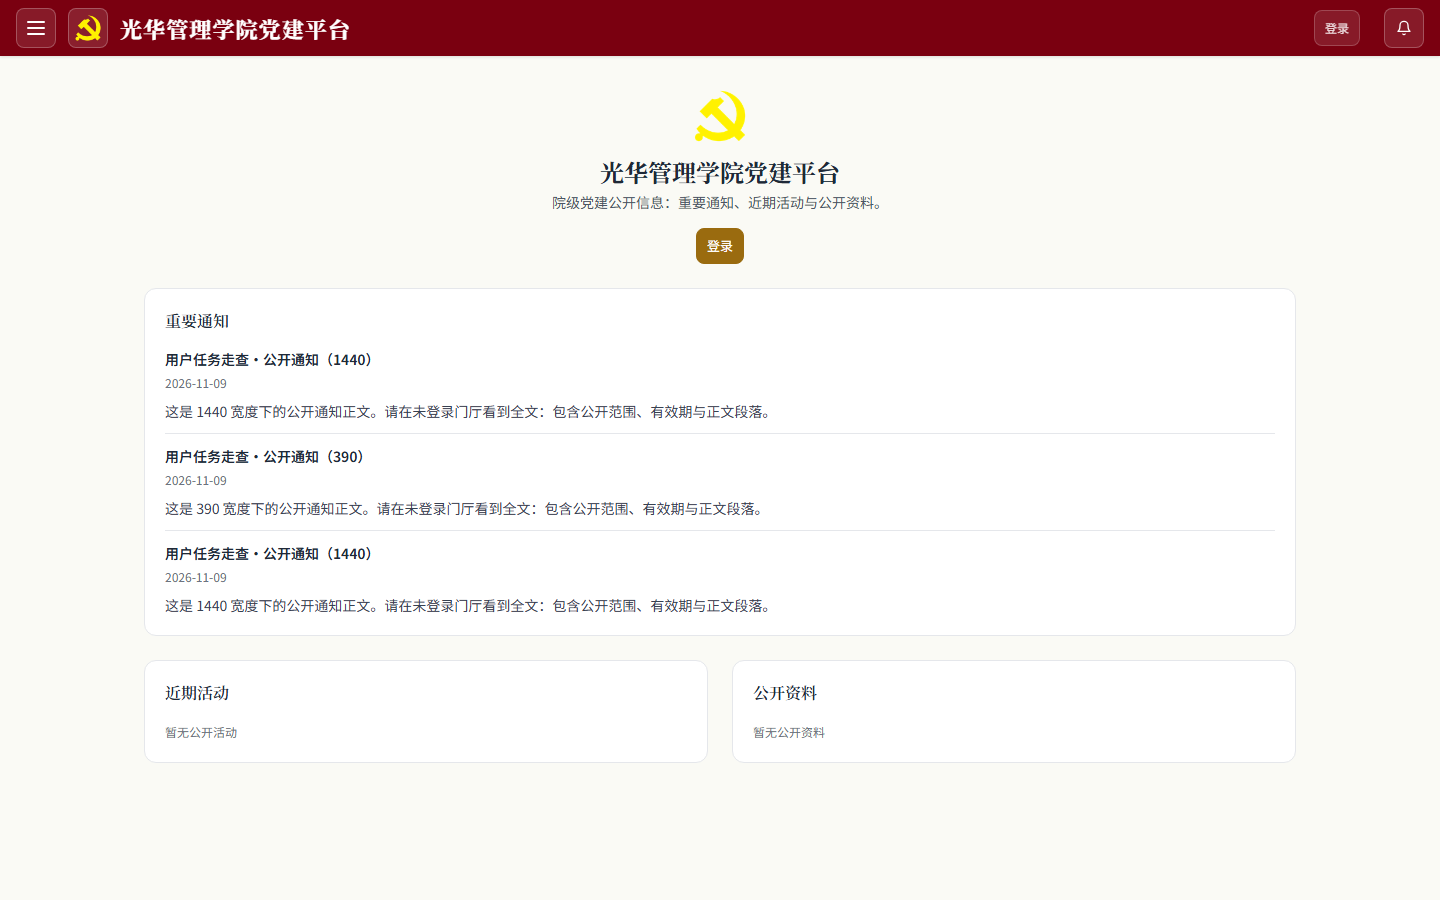 光华管理学院党建平台
登录
光华管理学院党建平台
院级党建公开信息：重要通知、近期活动与公开资料。
登录
重要通知
用户任务走查·公开通知（1440）
2026-11-09
这是 1440 宽度下的公开通知正文。请在未登录门厅看到全文：包含公开范围、有效期与正文段落。
用户任务走查·公开通知（390）
2026-11-09
这是 390 宽度下的公开通知正文。请在未登录门厅看到全文：包含公开范围、有效期与正文段落。
用户任务走查·公开通知（1440）
2026-11-09
这是 1440 宽度下的公开通知正文。请在未登录门厅看到全文：包含公开范围、有效期与正文段落。
近期活动
暂无公开活动
公开资料
暂无公开资料